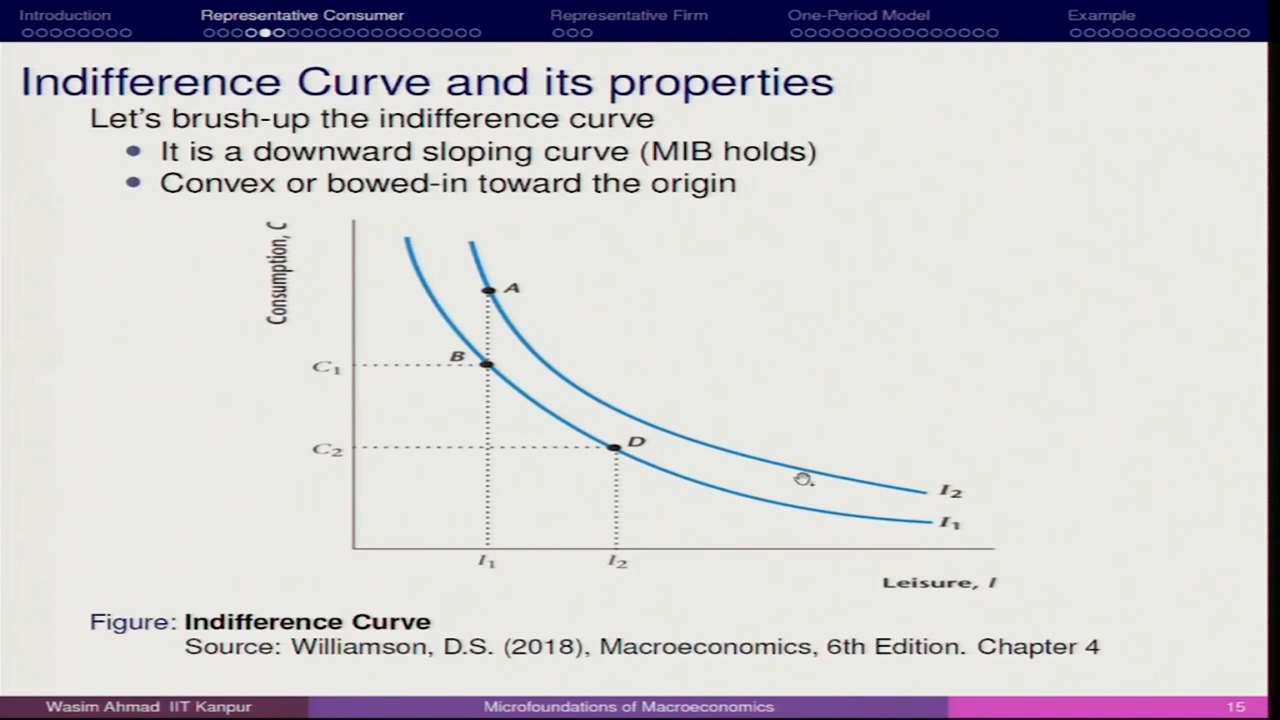 Introduction Representative Consumer Representative Firm One-Period Model Example
Indifference Curve and its properties
Let's brush-up the indifference curve
• It is a downward sloping curve (MIB holds)
• Convex or bowed-in toward the origin
Consumption, C
A
B
C₁
D
C₂
I₂
I₁
l₁ l₂
Leisure, l
Figure: Indifference Curve
Source: Williamson, D.S. (2018), Macroeconomics, 6th Edition. Chapter 4
Wasim Ahmad IIT Kanpur Microfoundations of Macroeconomics 15